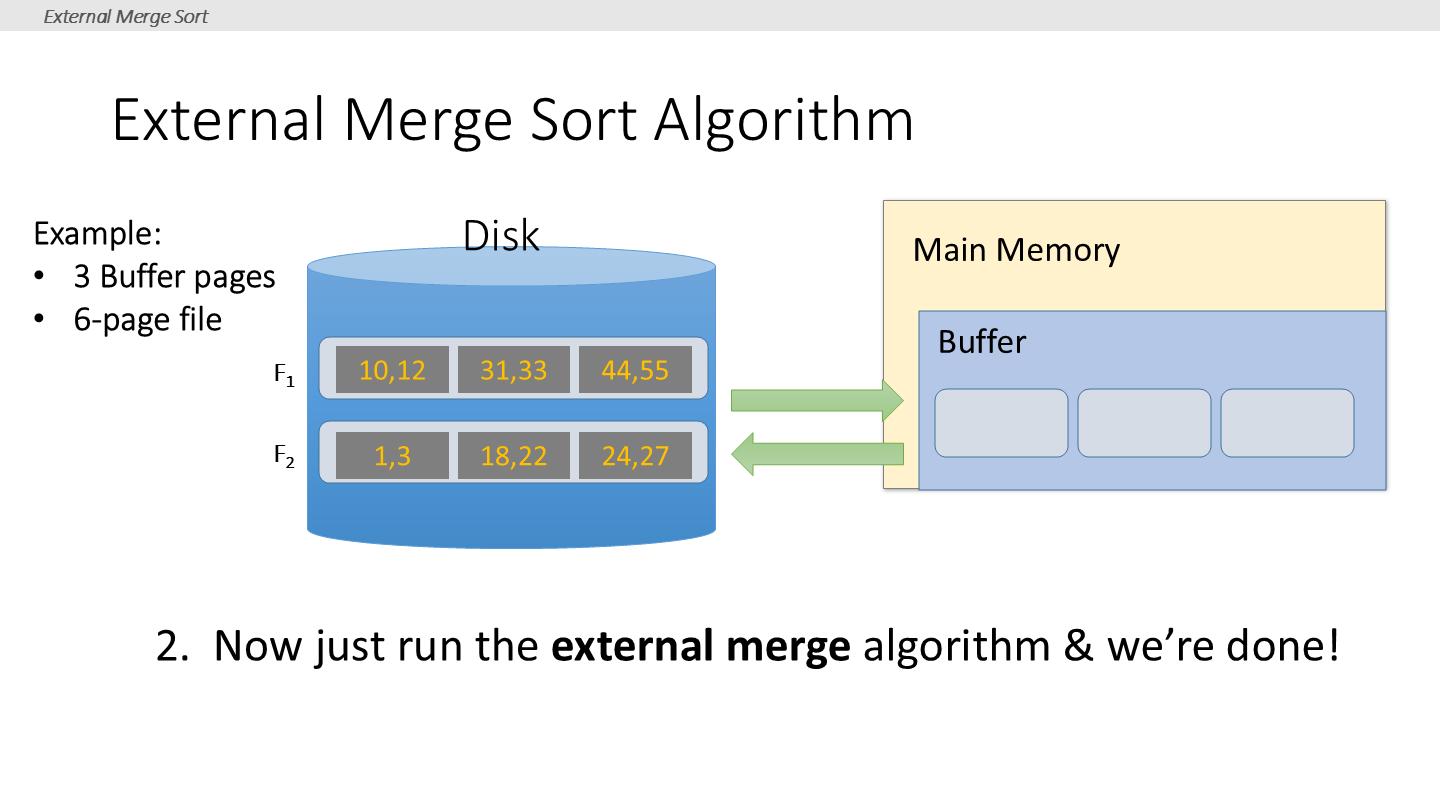 External Merge Sort
External Merge Sort Algorithm
Example:
• 3 Buffer pages
• 6-page file
Disk
F1
10,12 31,33 44,55
F2
1,3 18,22 24,27
Main Memory
Buffer
2. Now just run the external merge algorithm & we’re done!